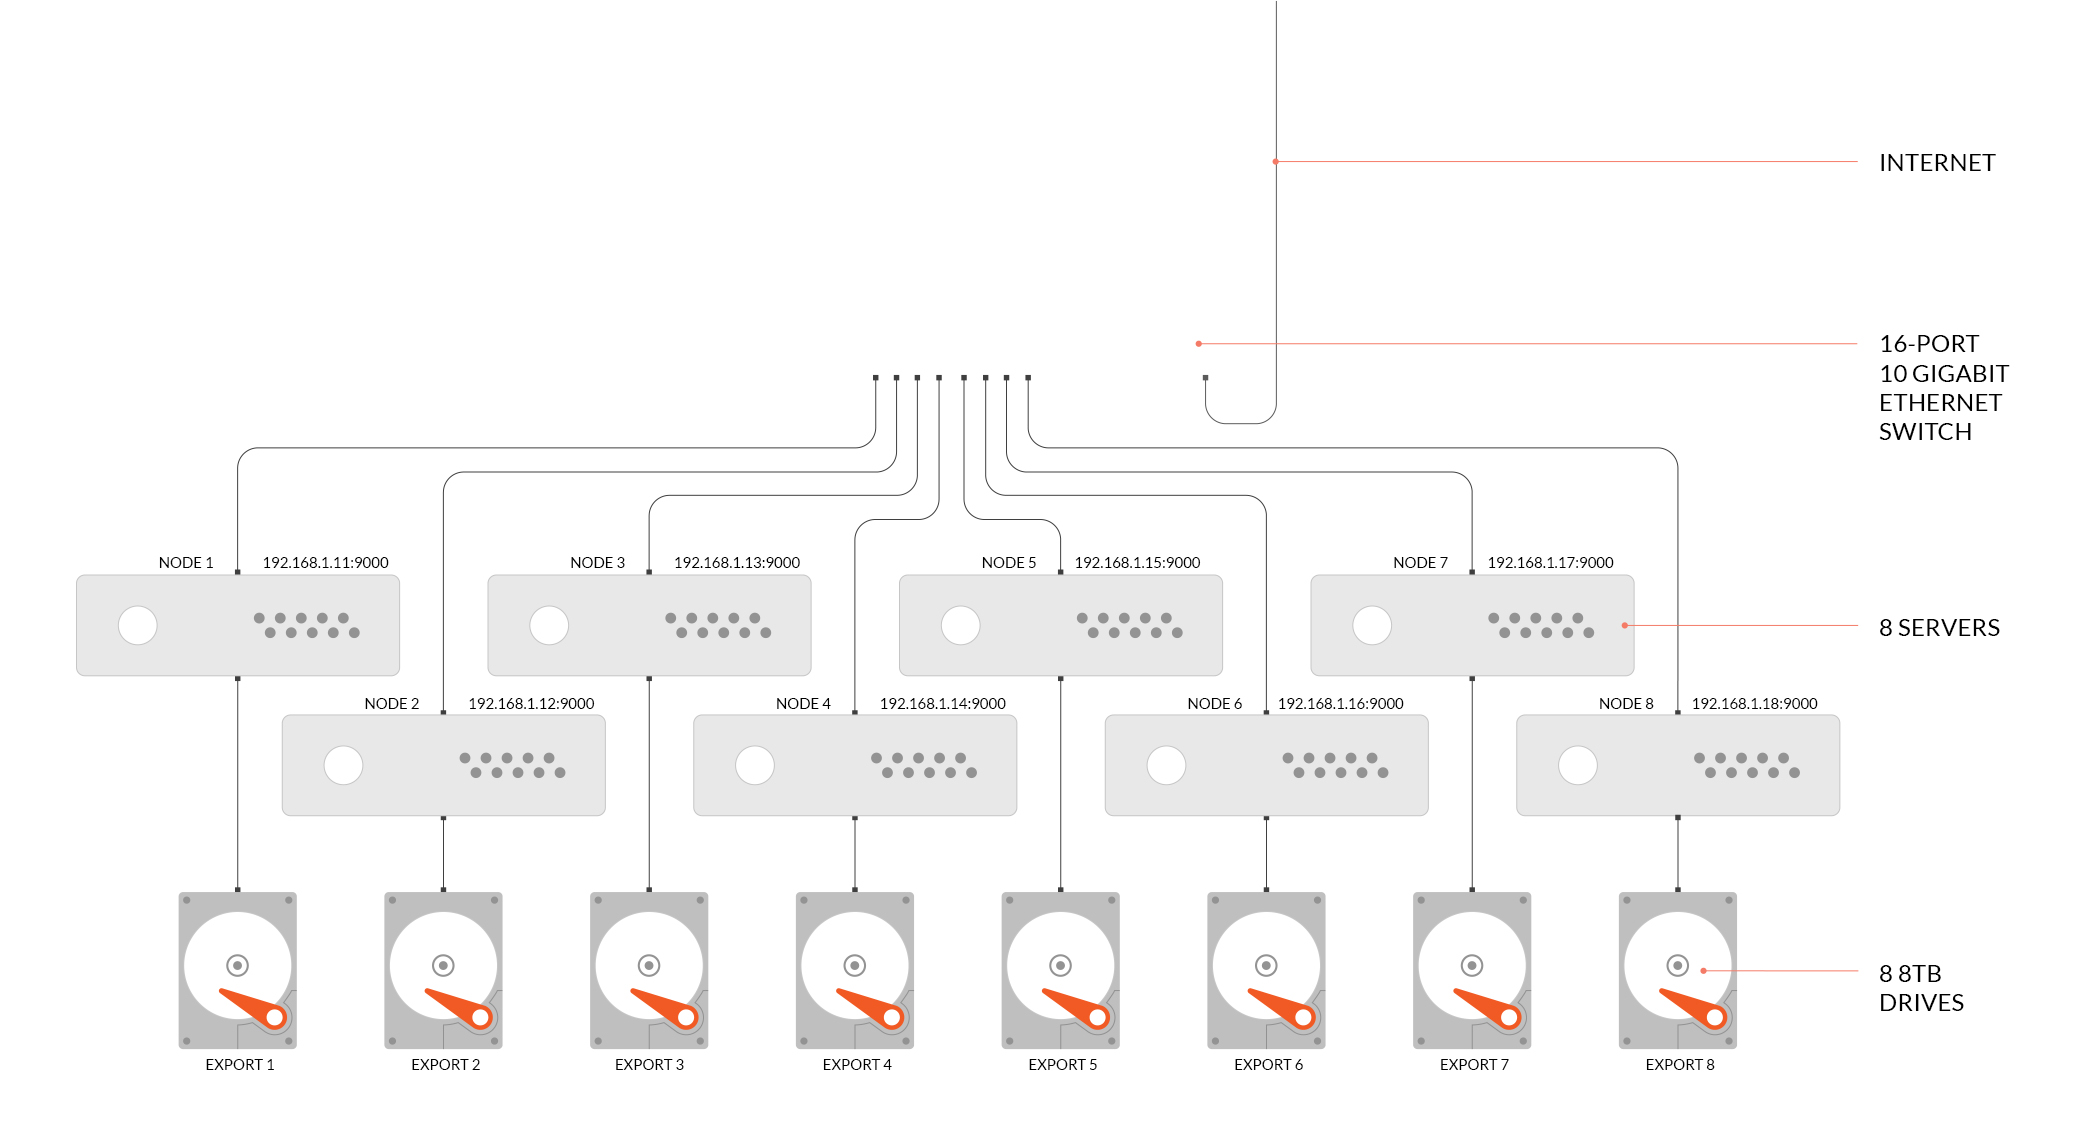 INTERNET
16-PORT
10 GIGABIT
ETHERNET
SWITCH
NODE 1 192.168.1.11:9000
NODE 3 192.168.1.13:9000
NODE 5 192.168.1.15:9000
NODE 7 192.168.1.17:9000
8 SERVERS
NODE 2 192.168.1.12:9000
NODE 4 192.168.1.14:9000
NODE 6 192.168.1.16:9000
NODE 8 192.168.1.18:9000
8 8TB
DRIVES
EXPORT 1
EXPORT 2
EXPORT 3
EXPORT 4
EXPORT 5
EXPORT 6
EXPORT 7
EXPORT 8